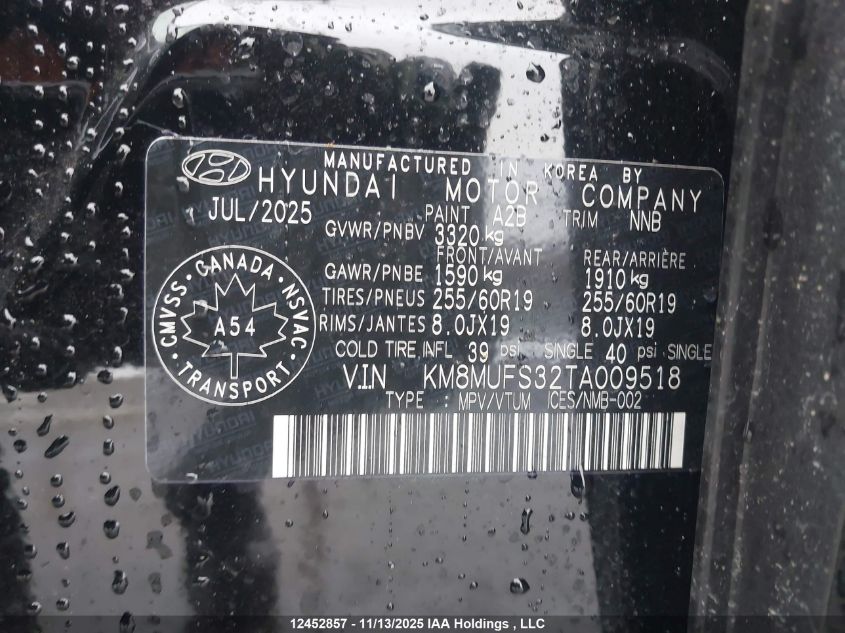 MANUFACTURED IN KOREA BY
HYUNDAI MOTOR COMPANY
JUL/2025 PAINT A2B TRIM NNB
GVWR/PNBV 3320 kg
FRONT/AVANT REAR/ARRIÈRE
GAWR/PNBE 1590 kg 1910 kg
TIRES/PNEUS 255/60R19 255/60R19
RIMS/JANTES 8.0JX19 8.0JX19
COLD TIRE INFL 39 psi SINGLE 40 psi SINGLE
V.I.N KM8MUFS32TA009518
TYPE : MPV/VTUM ICES/NMB-002
CMVSS · CANADA · NSVAC
A54
TRANSPORT
12452857 - 11/13/2025 IAA Holdings , LLC